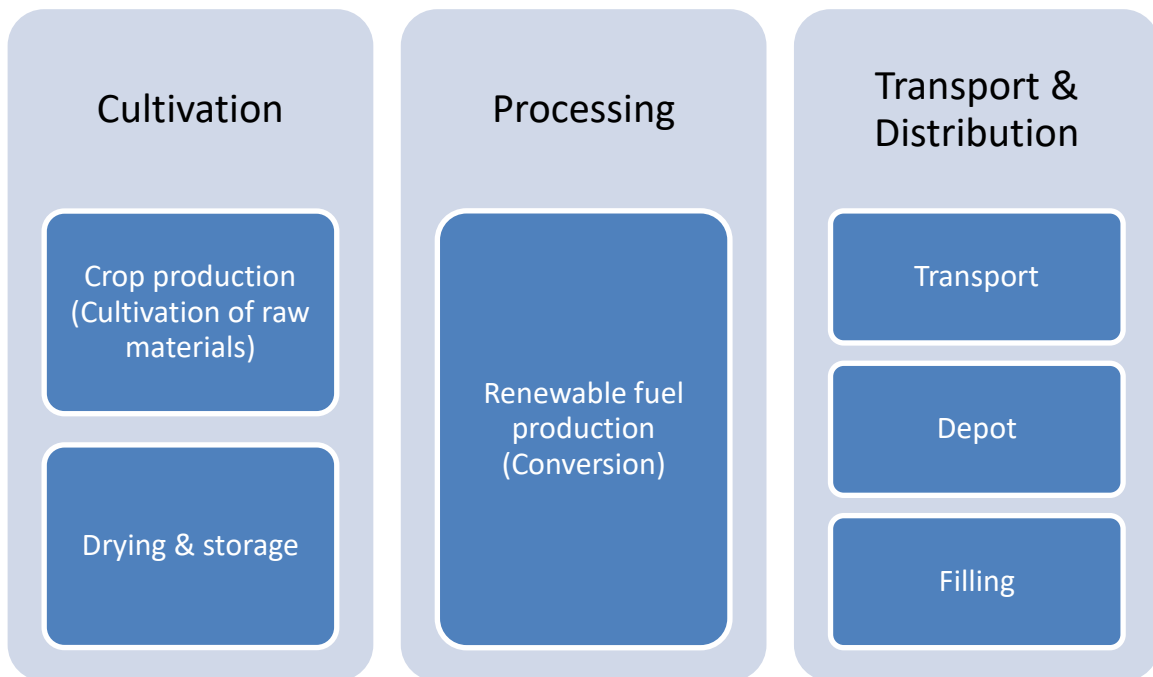 Cultivation
Crop production
(Cultivation of raw
materials)
Drying & storage
Processing
Renewable fuel
production
(Conversion)
Transport &
Distribution
Transport
Depot
Filling